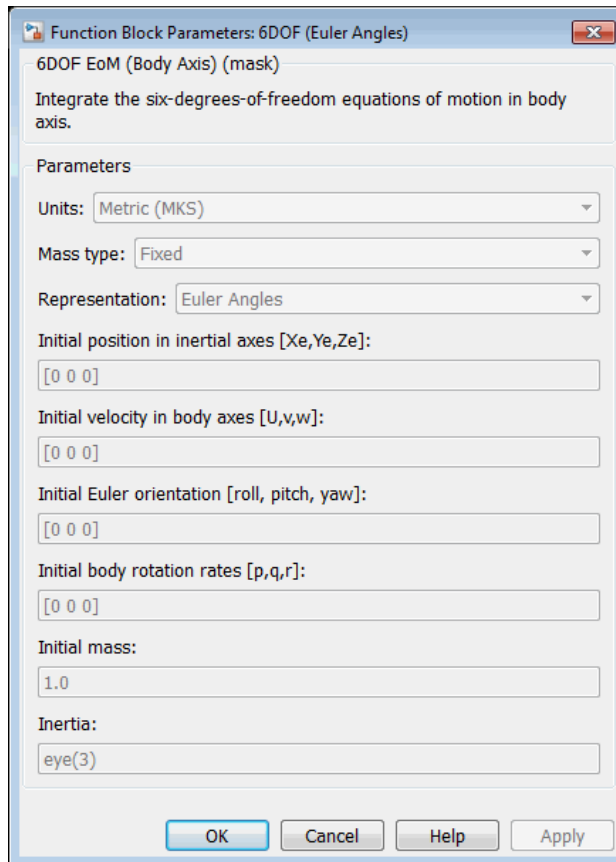 Function Block Parameters: 6DOF (Euler Angles)
6DOF EoM (Body Axis) (mask)
Integrate the six-degrees-of-freedom equations of motion in body
axis.
Parameters
Units: Metric (MKS)
Mass type: Fixed
Representation: Euler Angles
Initial position in inertial axes [Xe,Ye,Ze]:
[0 0 0]
Initial velocity in body axes [U,v,w]:
[0 0 0]
Initial Euler orientation [roll, pitch, yaw]:
[0 0 0]
Initial body rotation rates [p,q,r]:
[0 0 0]
Initial mass:
1.0
Inertia:
eye(3)
OK Cancel Help Apply